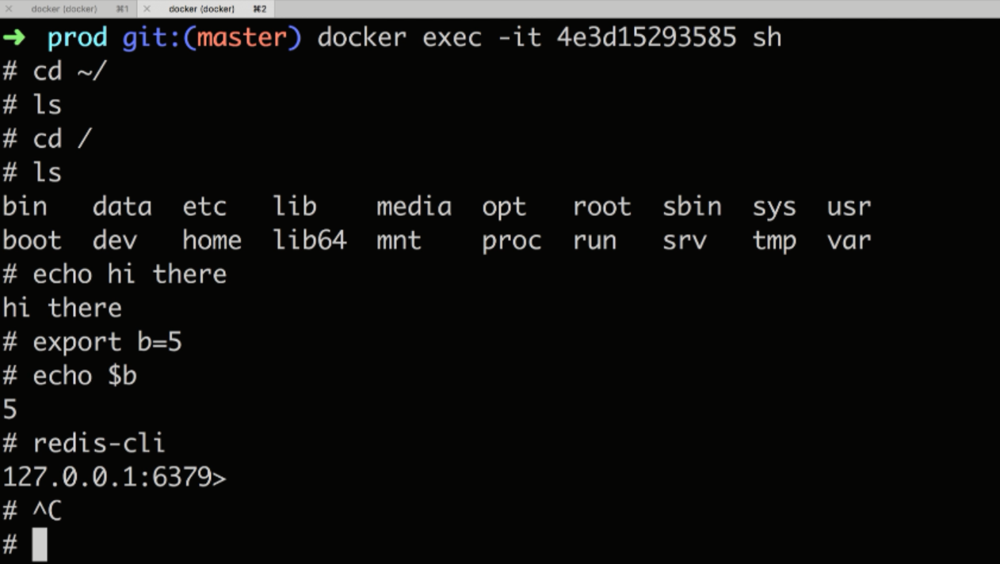 × docker (docker) ⌘1 × docker (docker) ⌘2
➜ prod git:(master) docker exec -it 4e3d15293585 sh
# cd ~/
# ls
# cd /
# ls
bin data etc lib media opt root sbin sys usr
boot dev home lib64 mnt proc run srv tmp var
# echo hi there
hi there
# export b=5
# echo $b
5
# redis-cli
127.0.0.1:6379>
# ^C
#